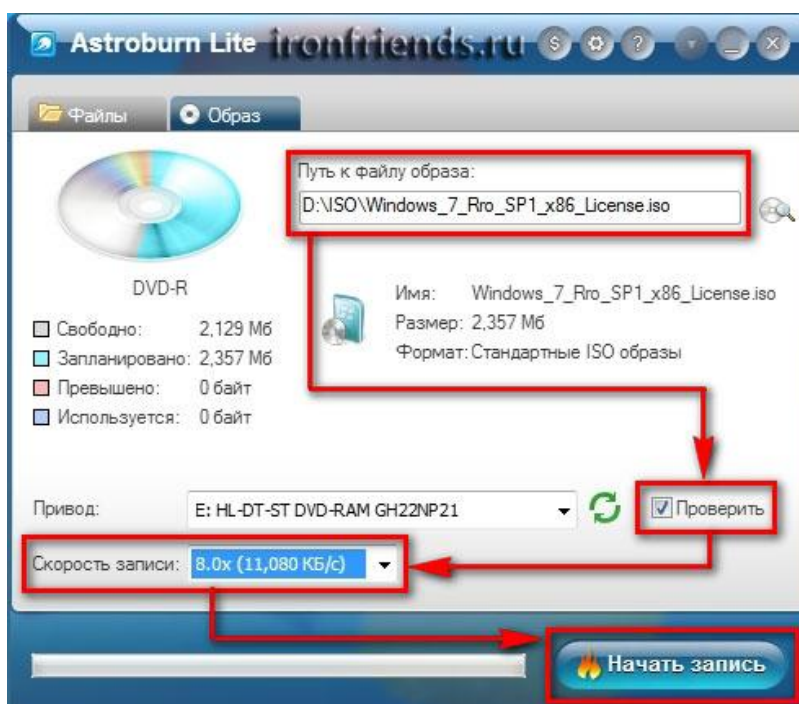 Astroburn Lite ironfriends.ru
Файлы Образ
Путь к файлу образа:
D:\ISO\Windows_7_Rro_SP1_x86_License.iso
DVD-R
Имя: Windows_7_Rro_SP1_x86_License.iso
Размер: 2,357 Мб
Формат: Стандартные ISO образы
Свободно: 2,129 Мб
Запланировано: 2,357 Мб
Превышено: 0 байт
Используется: 0 байт
Привод: E: HL-DT-ST DVD-RAM GH22NP21 Проверить
Скорость записи: 8.0x (11,080 КБ/с)
Начать запись